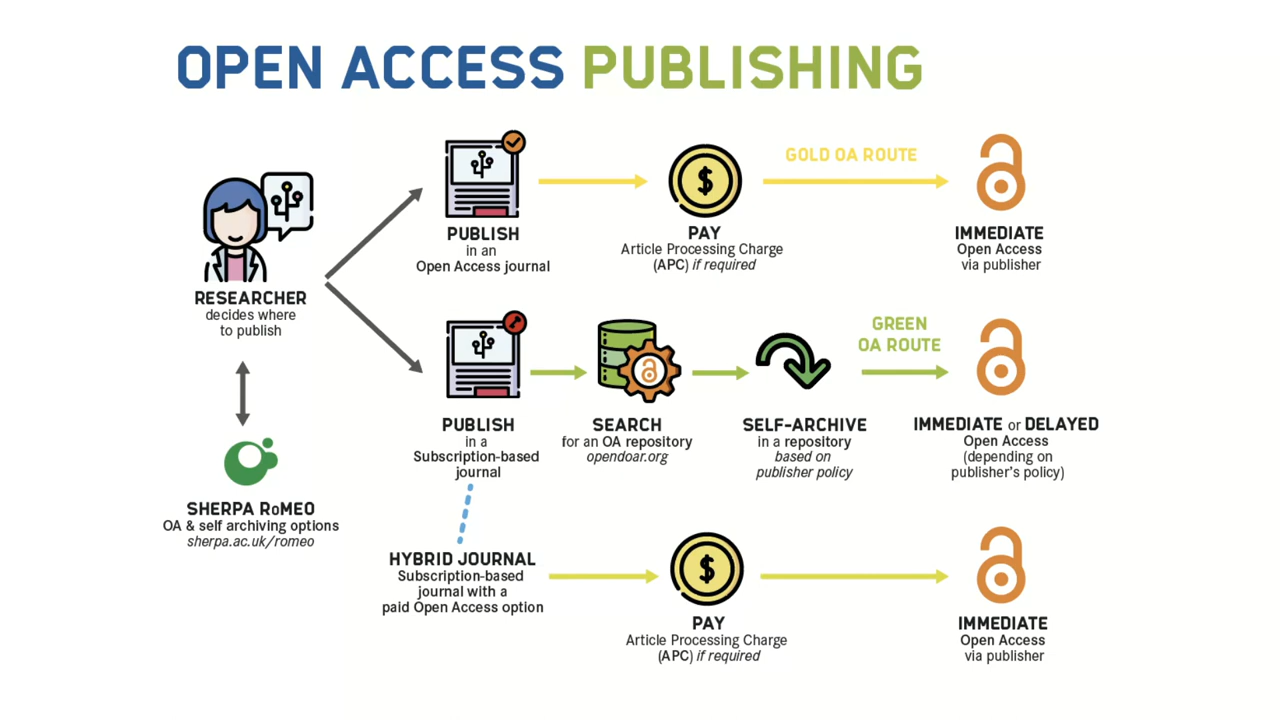 OPEN ACCESS PUBLISHING
RESEARCHER
decides where
to publish
SHERPA RoMEO
OA & self archiving options
sherpa.ac.uk/romeo
PUBLISH
in an
Open Access journal
$
PAY
Article Processing Charge
(APC) if required
GOLD OA ROUTE
IMMEDIATE
Open Access
via publisher
PUBLISH
in a
Subscription-based
journal
SEARCH
for an OA repository
opendoar.org
SELF-ARCHIVE
in a repository
based on
publisher policy
GREEN
OA ROUTE
IMMEDIATE or DELAYED
Open Access
(depending on
publisher's policy)
HYBRID JOURNAL
Subscription-based
journal with a
paid Open Access option
$
PAY
Article Processing Charge
(APC) if required
IMMEDIATE
Open Access
via publisher